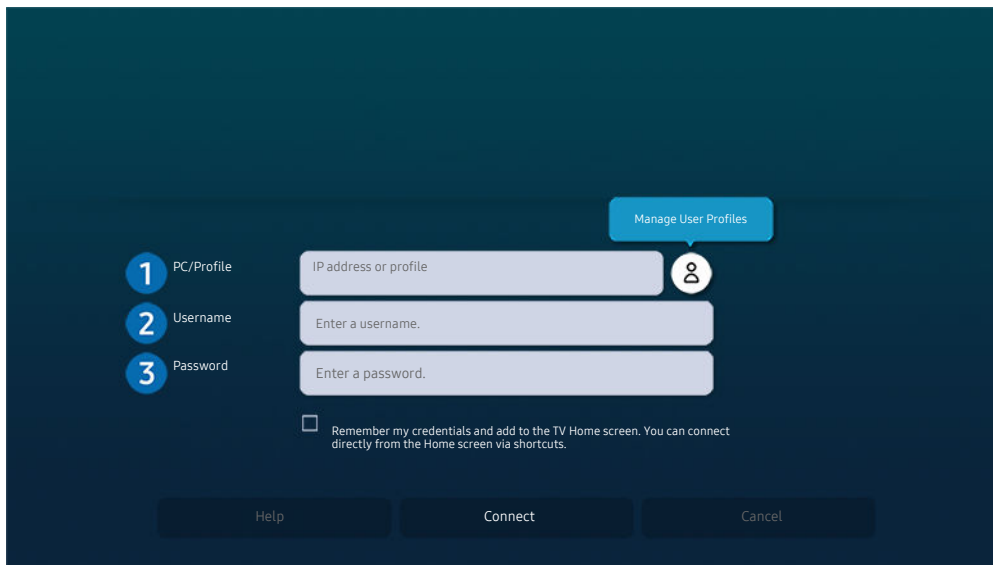 Manage User Profiles
1 PC/Profile IP address or profile
2 Username Enter a username.
3 Password Enter a password.
Remember my credentials and add to the TV Home screen. You can connect
directly from the Home screen via shortcuts.
Help Connect Cancel